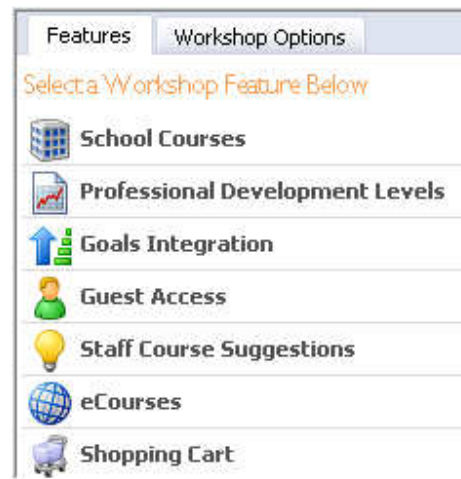 Features Workshop Options
Select a Workshop Feature Below
School Courses
Professional Development Levels
Goals Integration
Guest Access
Staff Course Suggestions
eCourses
Shopping Cart